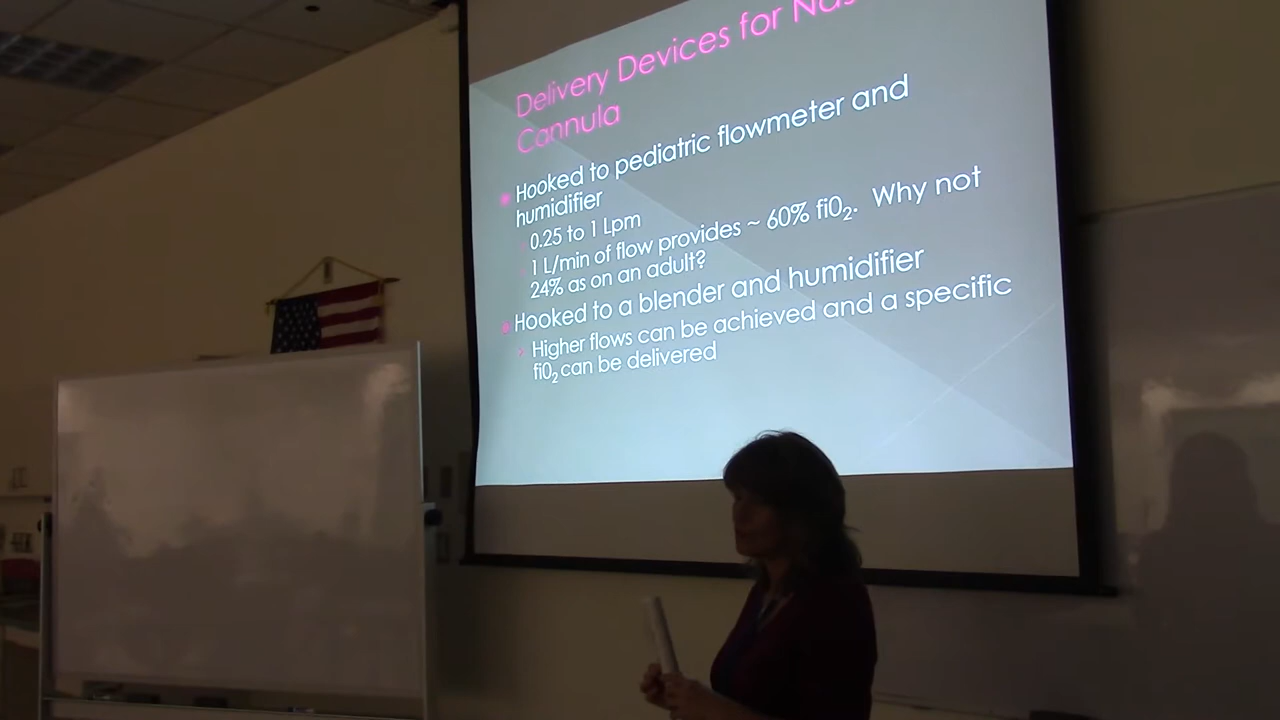 Delivery Devices for
Cannula
Hooked to pediatric flowmeter and
humidifier
0.25 to 1 Lpm
1 L/min of flow provides ~ 60% fi0₂. Why not
24% as on an adult?
Hooked to a blender and humidifier
Higher flows can be achieved and a specific
fi0₂ can be delivered